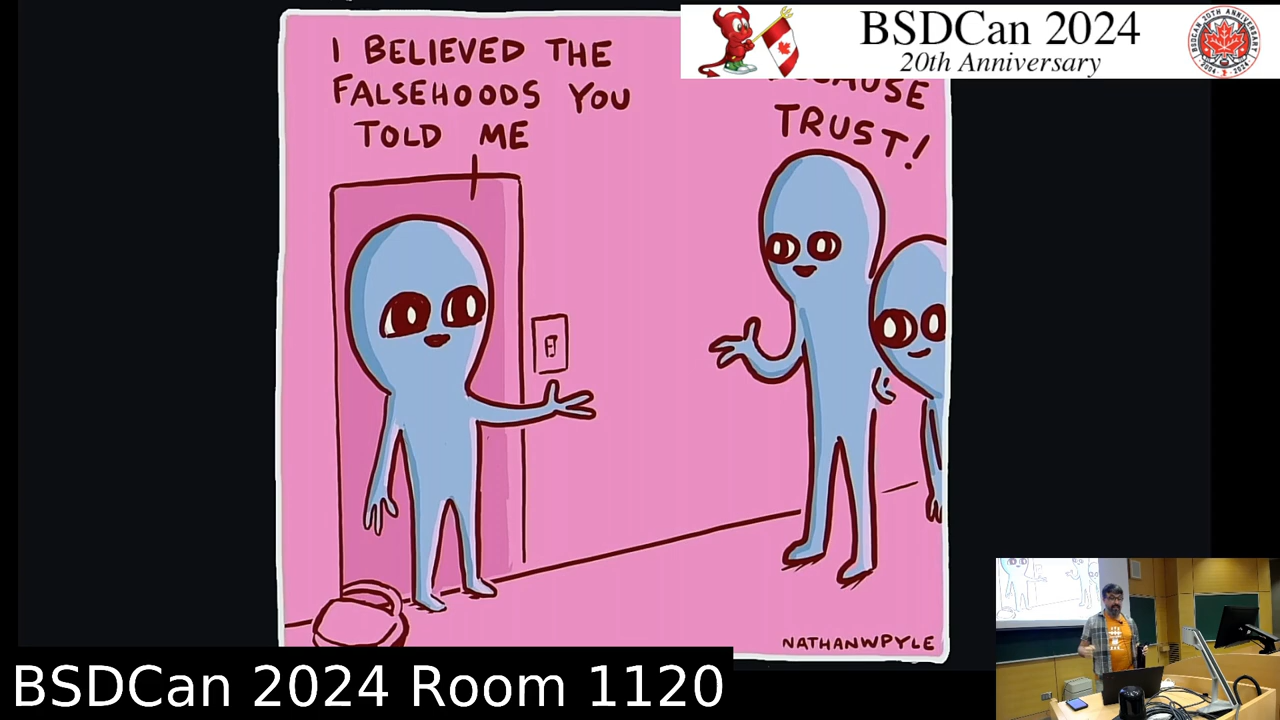 BSDCan 2024
20th Anniversary
I BELIEVED THE
FALSEHOODS YOU
TOLD ME
TRUST!
NATHANWPYLE
BSDCan 2024 Room 1120